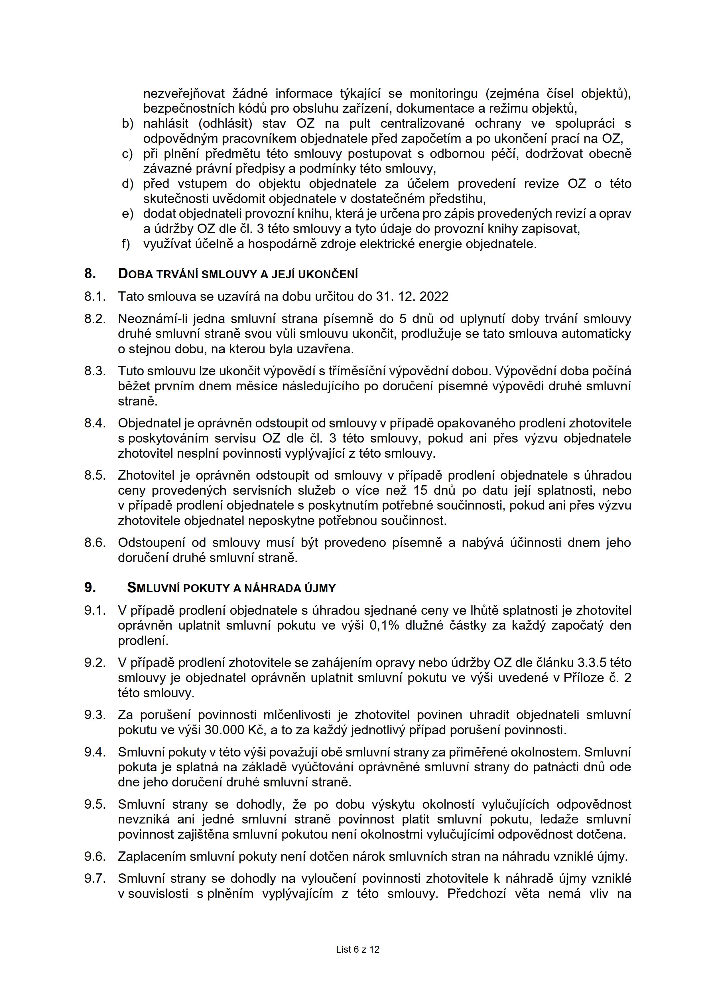 nezveřejňovat žádné informace týkající se monitoringu (zejména čísel objektů),
bezpečnostních kódů pro obsluhu zařízení, dokumentace a režimu objektů,
b) nahlásit (odhlásit) stav OZ na pult centralizované ochrany ve spolupráci s
odpovědným pracovníkem objednatele před započetím a po ukončení prací na OZ,
c) při plnění předmětu této smlouvy postupovat s odbornou péčí, dodržovat obecně
závazné právní předpisy a podmínky této smlouvy,
d) před vstupem do objektu objednatele za účelem provedení revize OZ o této
skutečnosti uvědomit objednatele v dostatečném předstihu,
e) dodat objednateli provozní knihu, která je určena pro zápis provedených revizí a oprav
a údržby OZ dle čl. 3 této smlouvy a tyto údaje do provozní knihy zapisovat,
f) využívat účelně a hospodárně zdroje elektrické energie objednatele.
8. DOBA TRVÁNÍ SMLOUVY A JEJÍ UKONČENÍ
8.1. Tato smlouva se uzavírá na dobu určitou do 31. 12. 2022
8.2. Neoznámí-li jedna smluvní strana písemně do 5 dnů od uplynutí doby trvání smlouvy
druhé smluvní straně svou vůli smlouvu ukončit, prodlužuje se tato smlouva automaticky
o stejnou dobu, na kterou byla uzavřena.
8.3. Tuto smlouvu lze ukončit výpovědí s tříměsíční výpovědní dobou. Výpovědní doba počíná
běžet prvním dnem měsíce následujícího po doručení písemné výpovědi druhé smluvní
straně.
8.4. Objednatel je oprávněn odstoupit od smlouvy v případě opakovaného prodlení zhotovitele
s poskytováním servisu OZ dle čl. 3 této smlouvy, pokud ani přes výzvu objednatele
zhotovitel nesplní povinnosti vyplývající z této smlouvy.
8.5. Zhotovitel je oprávněn odstoupit od smlouvy v případě prodlení objednatele s úhradou
ceny provedených servisních služeb o více než 15 dnů po datu její splatnosti, nebo
v případě prodlení objednatele s poskytnutím potřebné součinnosti, pokud ani přes výzvu
zhotovitele objednatel neposkytne potřebnou součinnost.
8.6. Odstoupení od smlouvy musí být provedeno písemně a nabývá účinnosti dnem jeho
doručení druhé smluvní straně.
9. SMLUVNÍ POKUTY A NÁHRADA ÚJMY
9.1. V případě prodlení objednatele s úhradou sjednané ceny ve lhůtě splatnosti je zhotovitel
oprávněn uplatnit smluvní pokutu ve výši 0,1% dlužné částky za každý započatý den
prodlení.
9.2. V případě prodlení zhotovitele se zahájením opravy nebo údržby OZ dle článku 3.3.5 této
smlouvy je objednatel oprávněn uplatnit smluvní pokutu ve výši uvedené v Příloze č. 2
této smlouvy.
9.3. Za porušení povinnosti mlčenlivosti je zhotovitel povinen uhradit objednateli smluvní
pokutu ve výši 30.000 Kč, a to za každý jednotlivý případ porušení povinnosti.
9.4. Smluvní pokuty v této výši považují obě smluvní strany za přiměřené okolnostem. Smluvní
pokuta je splatná na základě vyúčtování oprávněné smluvní strany do patnácti dnů ode
dne jeho doručení druhé smluvní straně.
9.5. Smluvní strany se dohodly, že po dobu výskytu okolností vylučujících odpovědnost
nevzniká ani jedné smluvní straně povinnost platit smluvní pokutu, ledaže smluvní
povinnost zajištěna smluvní pokutou není okolnostmi vylučujícími odpovědnost dotčena.
9.6. Zaplacením smluvní pokuty není dotčen nárok smluvních stran na náhradu vzniklé újmy.
9.7. Smluvní strany se dohodly na vyloučení povinnosti zhotovitele k náhradě újmy vzniklé
v souvislosti s plněním vyplývajícím z této smlouvy. Předchozí věta nemá vliv na
List 6 z 12